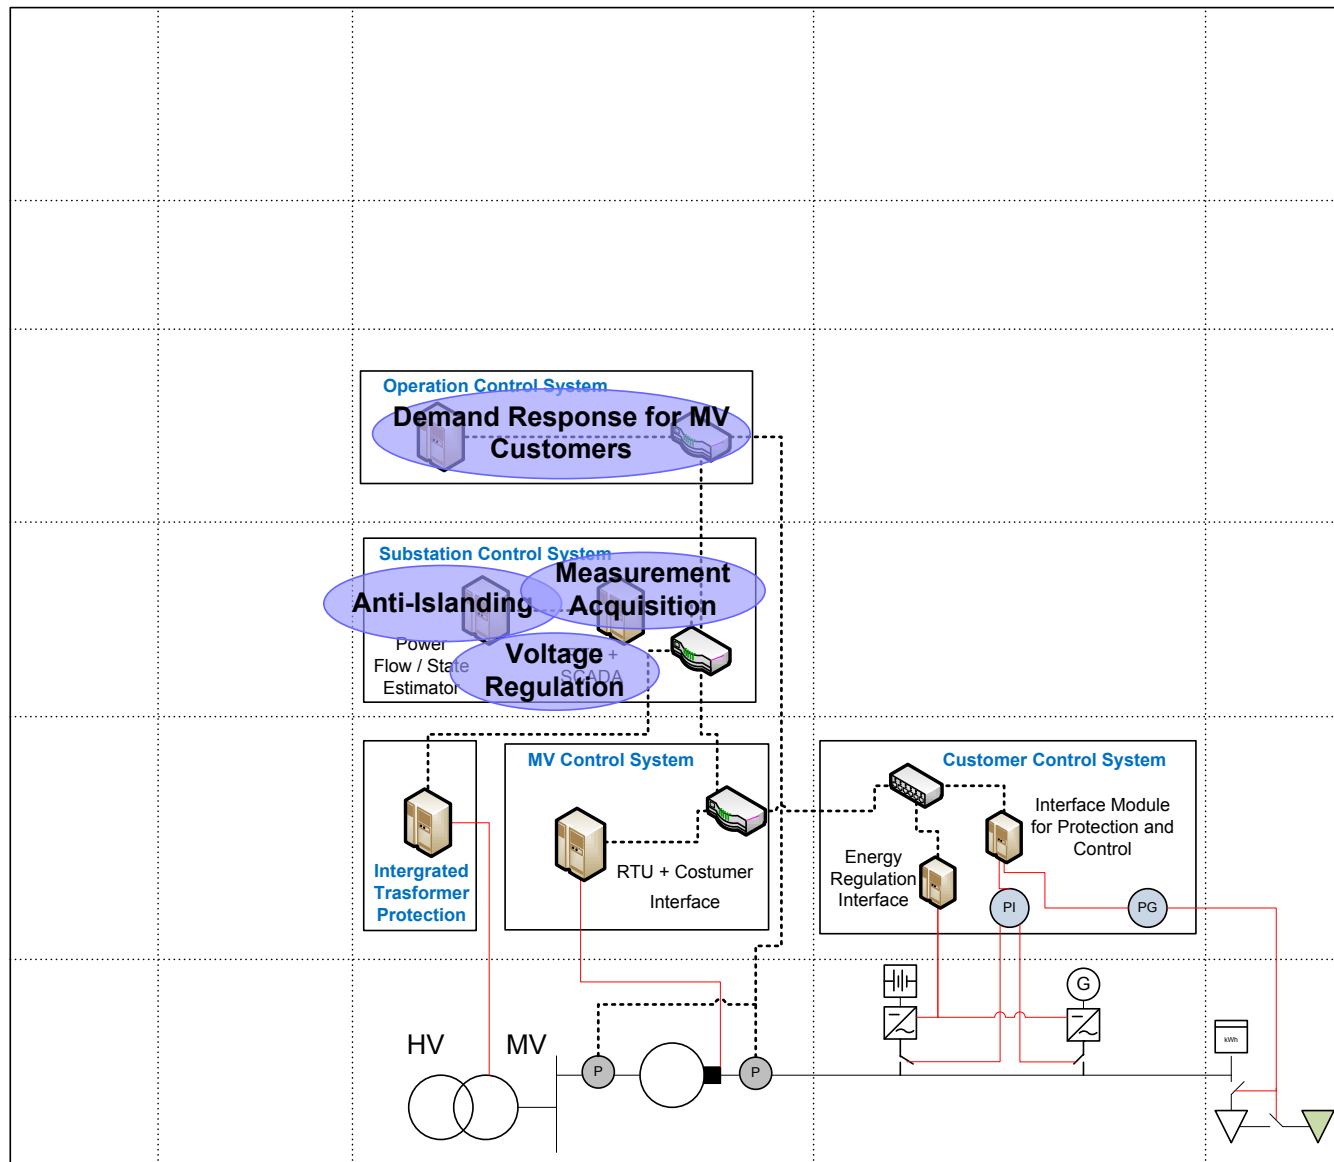 Operation Control System
Demand Response for MV
Customers
Substation Control System
Anti-Islanding
Measurement
Acquisition
Power
Flow / State
Estimator
Voltage
Regulation
RTU +
SCADA
Intergrated
Trasformer
Protection
MV Control System
RTU + Costumer
Interface
Customer Control System
Interface Module
for Protection and
Control
Energy
Regulation
Interface
PI
PG
HV
MV
P
P
G
kWh